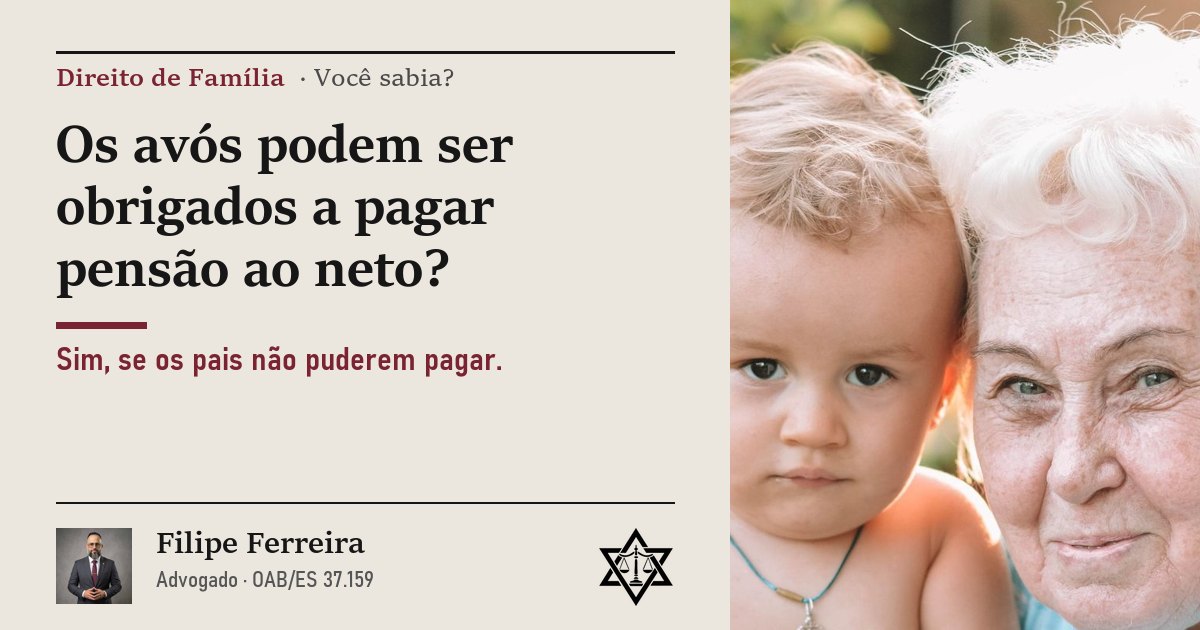 Direito de Família · Você sabia?
Os avós podem ser
obrigados a pagar
pensão ao neto?
Sim, se os pais não puderem pagar.
Filipe Ferreira
Advogado · OAB/ES 37.159